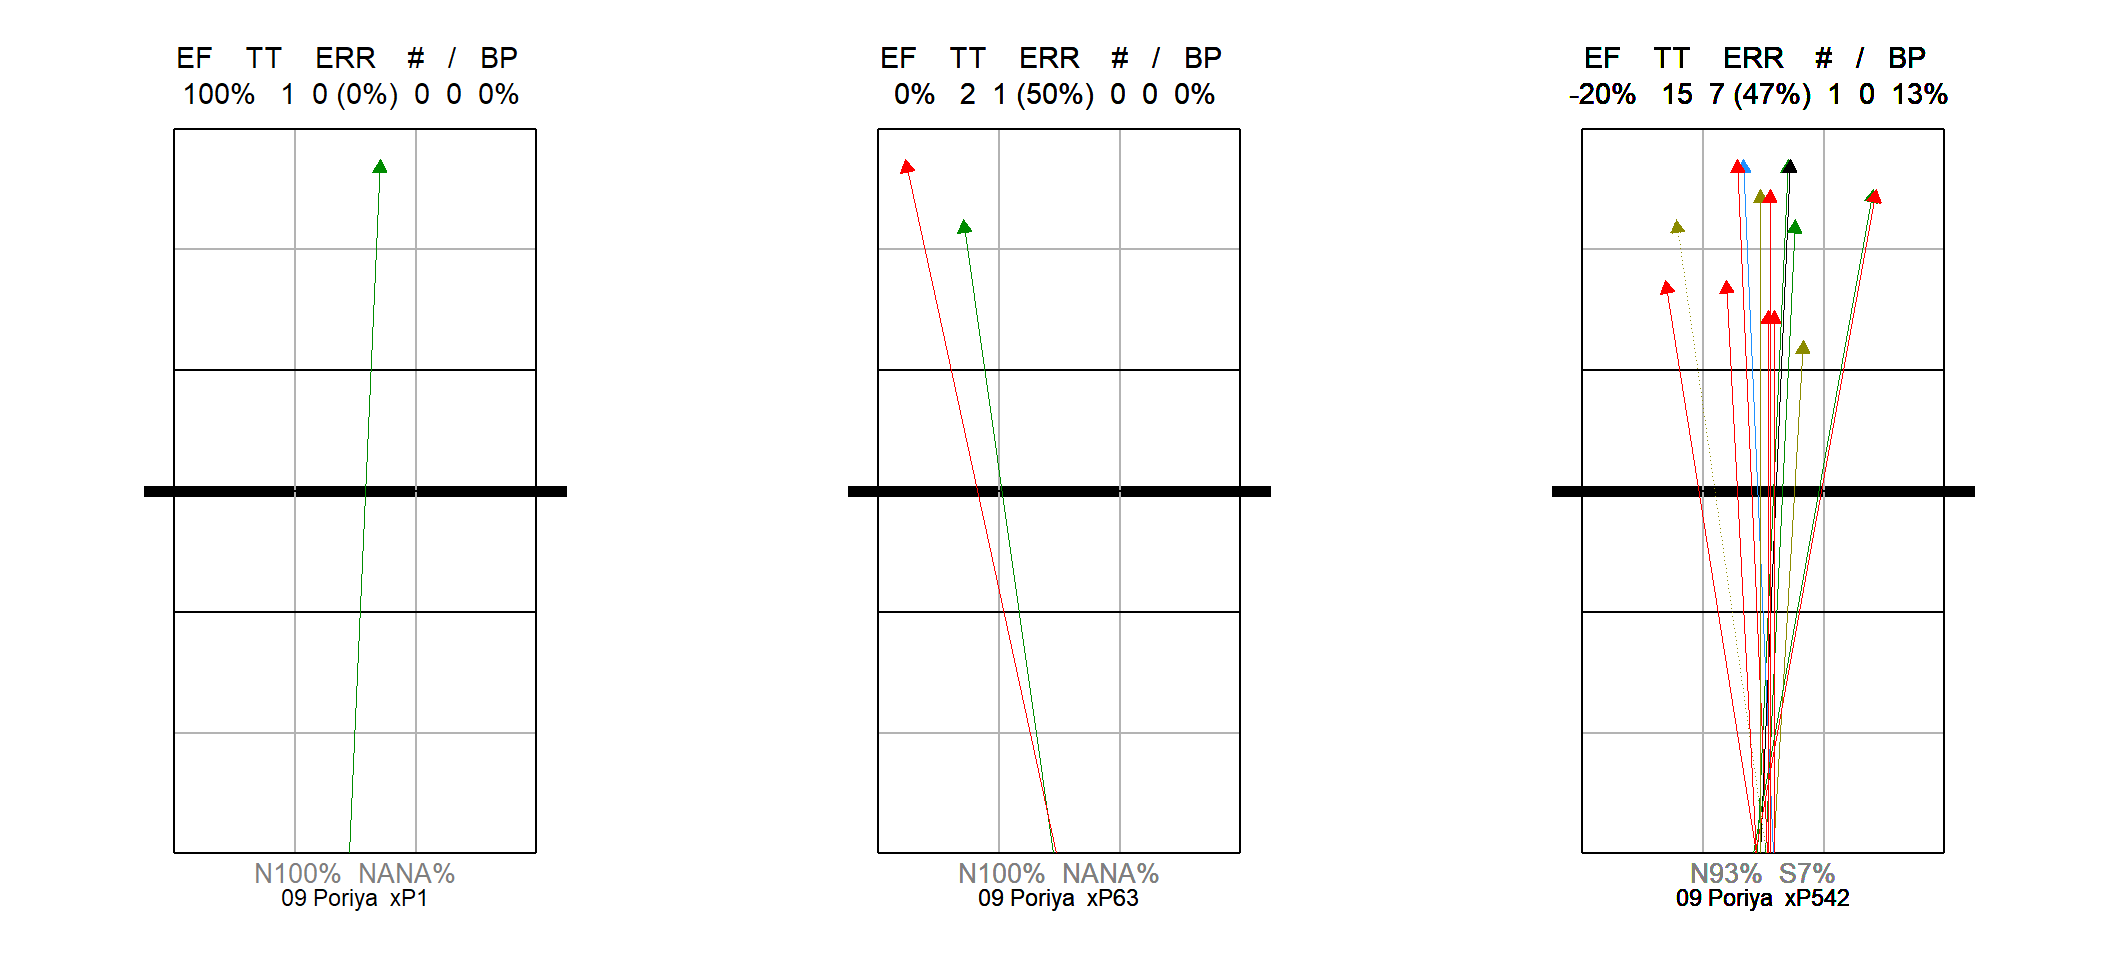 EF TT ERR # / BP
100% 1 0 (0%) 0 0 0%
N100% NANA%
09 Poriya xP1
EF TT ERR # / BP
0% 2 1 (50%) 0 0 0%
N100% NANA%
09 Poriya xP63
EF TT ERR # / BP
-20% 15 7 (47%) 1 0 13%
N93% S7%
09 Poriya xP542